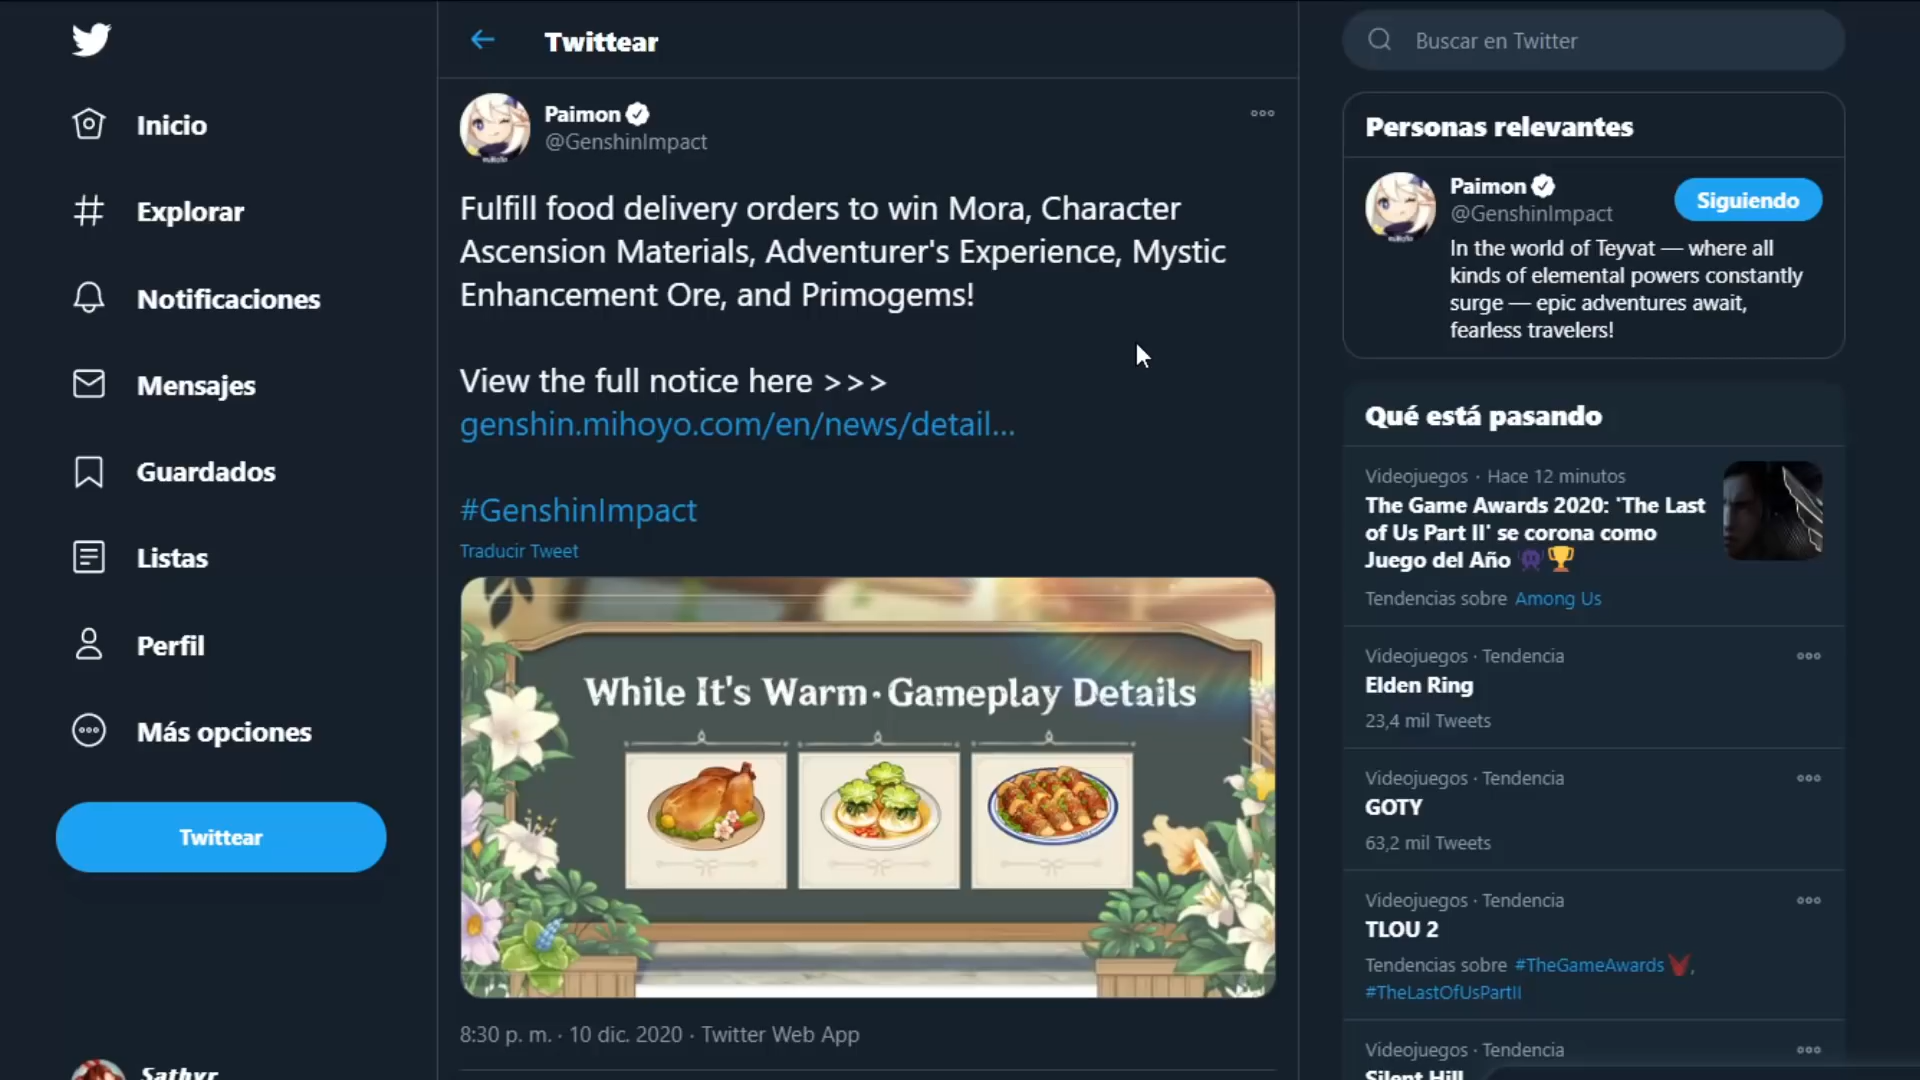 Inicio
Explorar
Notificaciones
Mensajes
Guardados
Listas
Perfil
Más opciones
Twittear
Sathyr
Twittear
Paimon
@GenshinImpact
Fulfill food delivery orders to win Mora, Character
Ascension Materials, Adventurer's Experience, Mystic
Enhancement Ore, and Primogems!
View the full notice here >>>
genshin.mihoyo.com/en/news/detail...
#GenshinImpact
Traducir Tweet
While It's Warm·Gameplay Details
8:30 p. m. · 10 dic. 2020 · Twitter Web App
Buscar en Twitter
Personas relevantes
Paimon
@GenshinImpact
Siguiendo
In the world of Teyvat — where all
kinds of elemental powers constantly
surge — epic adventures await,
fearless travelers!
Qué está pasando
Videojuegos · Hace 12 minutos
The Game Awards 2020: 'The Last
of Us Part II' se corona como
Juego del Año
Tendencias sobre Among Us
Videojuegos · Tendencia
Elden Ring
23,4 mil Tweets
Videojuegos · Tendencia
GOTY
63,2 mil Tweets
Videojuegos · Tendencia
TLOU 2
Tendencias sobre #TheGameAwards,
#TheLastOfUsPartII
Videojuegos · Tendencia
Silent Hill